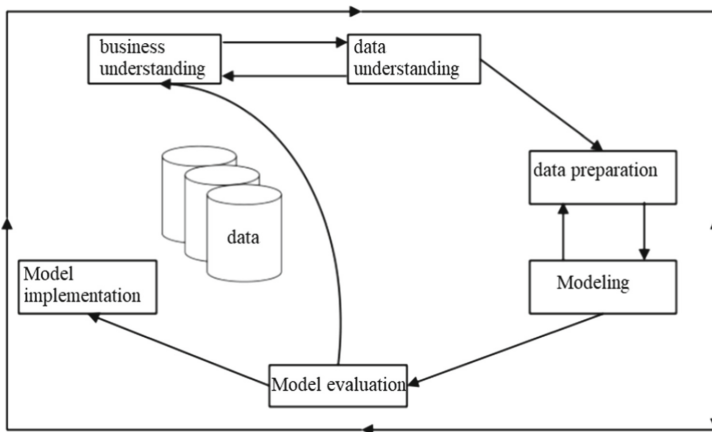 business
understanding
data
understanding
data preparation
data
Model
implementation
Modeling
Model evaluation